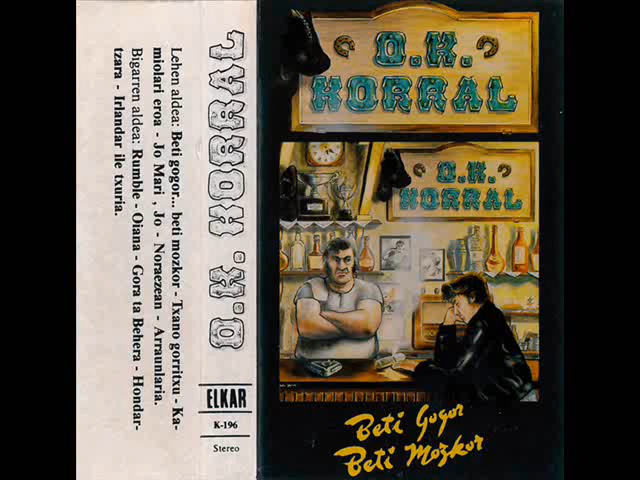 Lehen aldea: Beti gogor... beti mozkor - Txano gorritxu - Ka-
miolari eroa - Jo Mari , Jo - Noraezean - Arraunlaria.
Bigarren aldea: Rumble - Oiana - Gora ta Behera - Hondar-
tzara - Irlandar ile txuria.
O.K. KORRAL
ELKAR
K-196
Stereo
O.K.
KORRAL
O.K.
KORRAL
Beti Gogor
Beti Mozkor